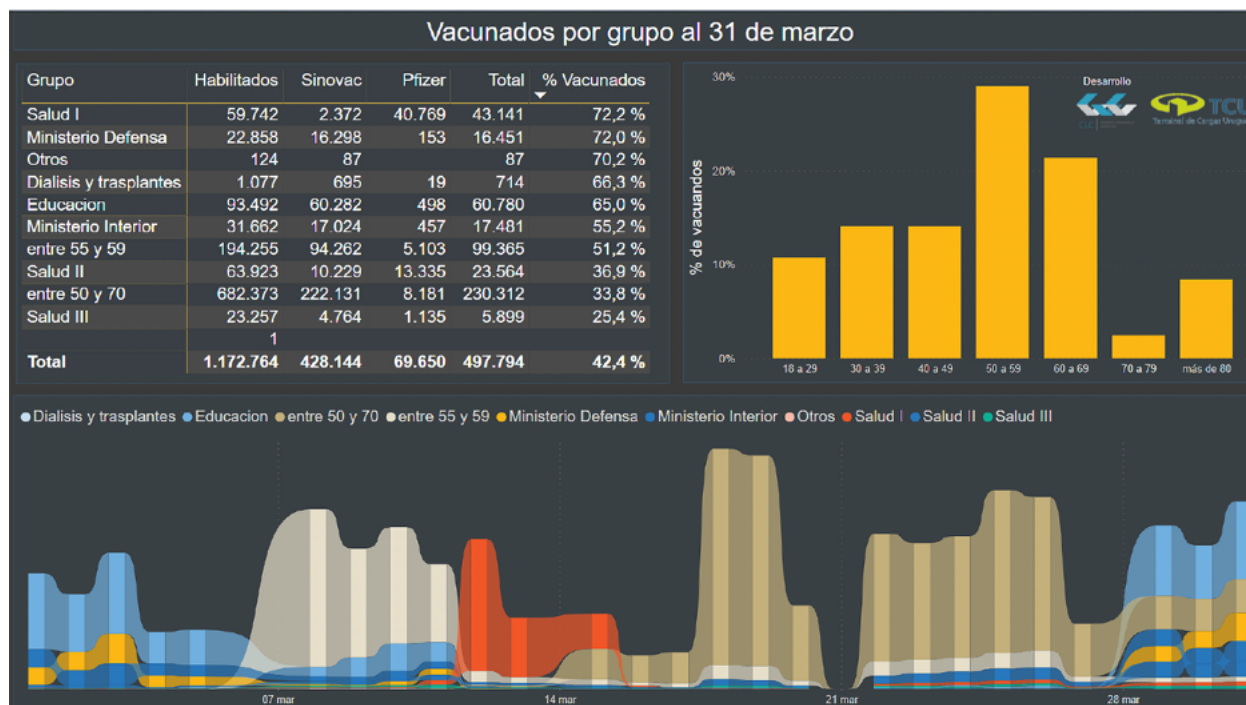 Vacunados por grupo al 31 de marzo
Grupo Habilitados Sinovac Pfizer Total % Vacunados
Salud I 59.742 2.372 40.769 43.141 72,2 %
Ministerio Defensa 22.858 16.298 153 16.451 72,0 %
Otros 124 87 87 70,2 %
Dialisis y trasplantes 1.077 695 19 714 66,3 %
Educacion 93.492 60.282 498 60.780 65,0 %
Ministerio Interior 31.662 17.024 457 17.481 55,2 %
entre 55 y 59 194.255 94.262 5.103 99.365 51,2 %
Salud II 63.923 10.229 13.335 23.564 36,9 %
entre 50 y 70 682.373 222.131 8.181 230.312 33,8 %
Salud III 23.257 4.764 1.135 5.899 25,4 %
1
Total 1.172.764 428.144 69.650 497.794 42,4 %
Desarrollo
CLC
TCU
Terminal de Cargas Uruguay
% de vacuandos
30%
20%
10%
0%
18 a 29 30 a 39 40 a 49 50 a 59 60 a 69 70 a 79 más de 80
Dialisis y trasplantes Educacion entre 50 y 70 entre 55 y 59 Ministerio Defensa Ministerio Interior Otros Salud I Salud II Salud III
07 mar 14 mar 21 mar 28 mar